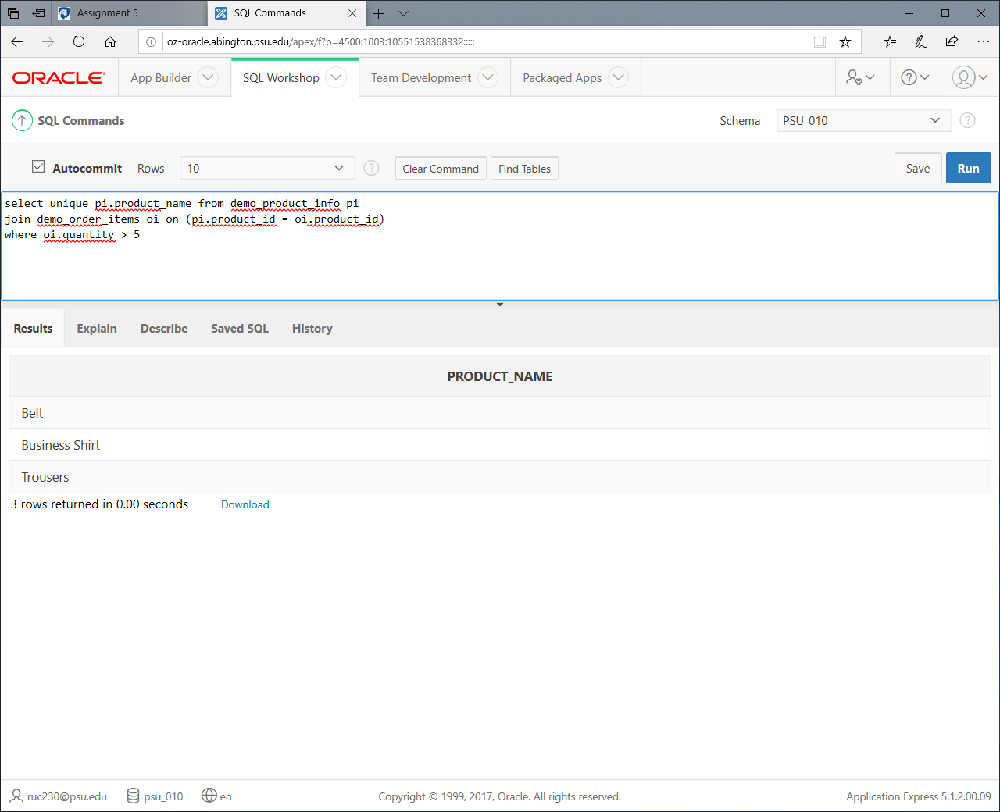 Assignment 5
SQL Commands
oz-oracle.abington.psu.edu/apex/f?p=4500:1003:10551538368332:::::
ORACLE
App Builder
SQL Workshop
Team Development
Packaged Apps
SQL Commands
Schema
PSU_010
Autocommit
Rows
10
Clear Command
Find Tables
Save
Run
select unique pi.product_name from demo_product_info pi
join demo_order_items oi on (pi.product_id = oi.product_id)
where oi.quantity > 5
Results
Explain
Describe
Saved SQL
History
PRODUCT_NAME
Belt
Business Shirt
Trousers
3 rows returned in 0.00 seconds
Download
ruc230@psu.edu
psu_010
en
Copyright © 1999, 2017, Oracle. All rights reserved.
Application Express 5.1.2.00.09